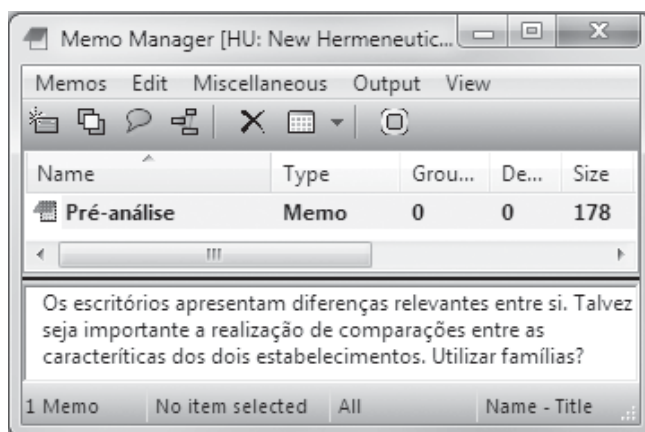 Memo Manager [HU: New Hermeneutic...
Memos Edit Miscellaneous Output View
Name Type Grou... De... Size
Pré-análise Memo 0 0 178
Os escritórios apresentam diferenças relevantes entre si. Talvez
seja importante a realização de comparações entre as
caracteríticas dos dois estabelecimentos. Utilizar famílias?
1 Memo No item selected All Name - Title